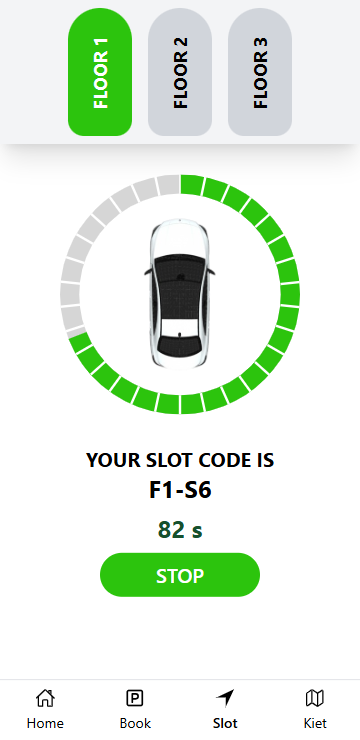 FLOOR 1
FLOOR 2
FLOOR 3
YOUR SLOT CODE IS
F1-S6
82 s
STOP
P
Home
Book
Slot
Kiet